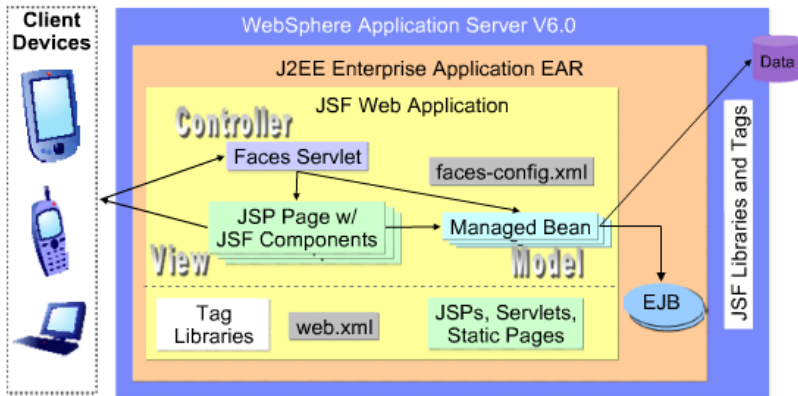 Client
Devices
WebSphere Application Server V6.0
J2EE Enterprise Application EAR
JSF Web Application
Controller
Faces Servlet
faces-config.xml
JSP Page w/
JSF Components
Managed Bean
View
Model
Tag
Libraries
web.xml
JSPs, Servlets,
Static Pages
EJB
Data
JSF Libraries and Tags